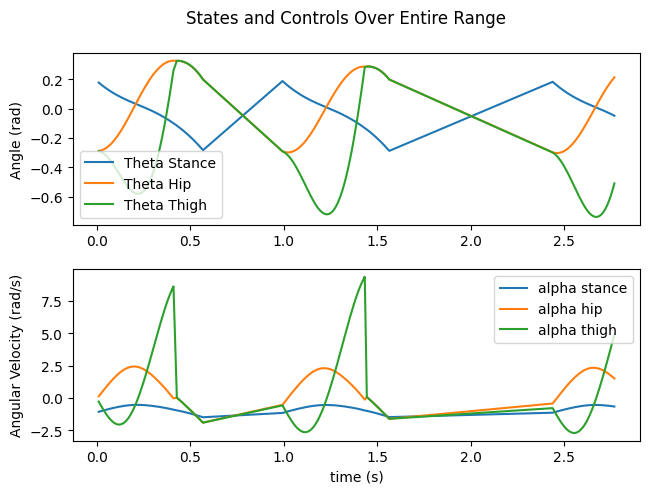 States and Controls Over Entire Range
Angle (rad)
0.2
0.0
−0.2
−0.4
−0.6
Theta Stance
Theta Hip
Theta Thigh
0.0 0.5 1.0 1.5 2.0 2.5
Angular Velocity (rad/s)
7.5
5.0
2.5
0.0
−2.5
alpha stance
alpha hip
alpha thigh
0.0 0.5 1.0 1.5 2.0 2.5
time (s)